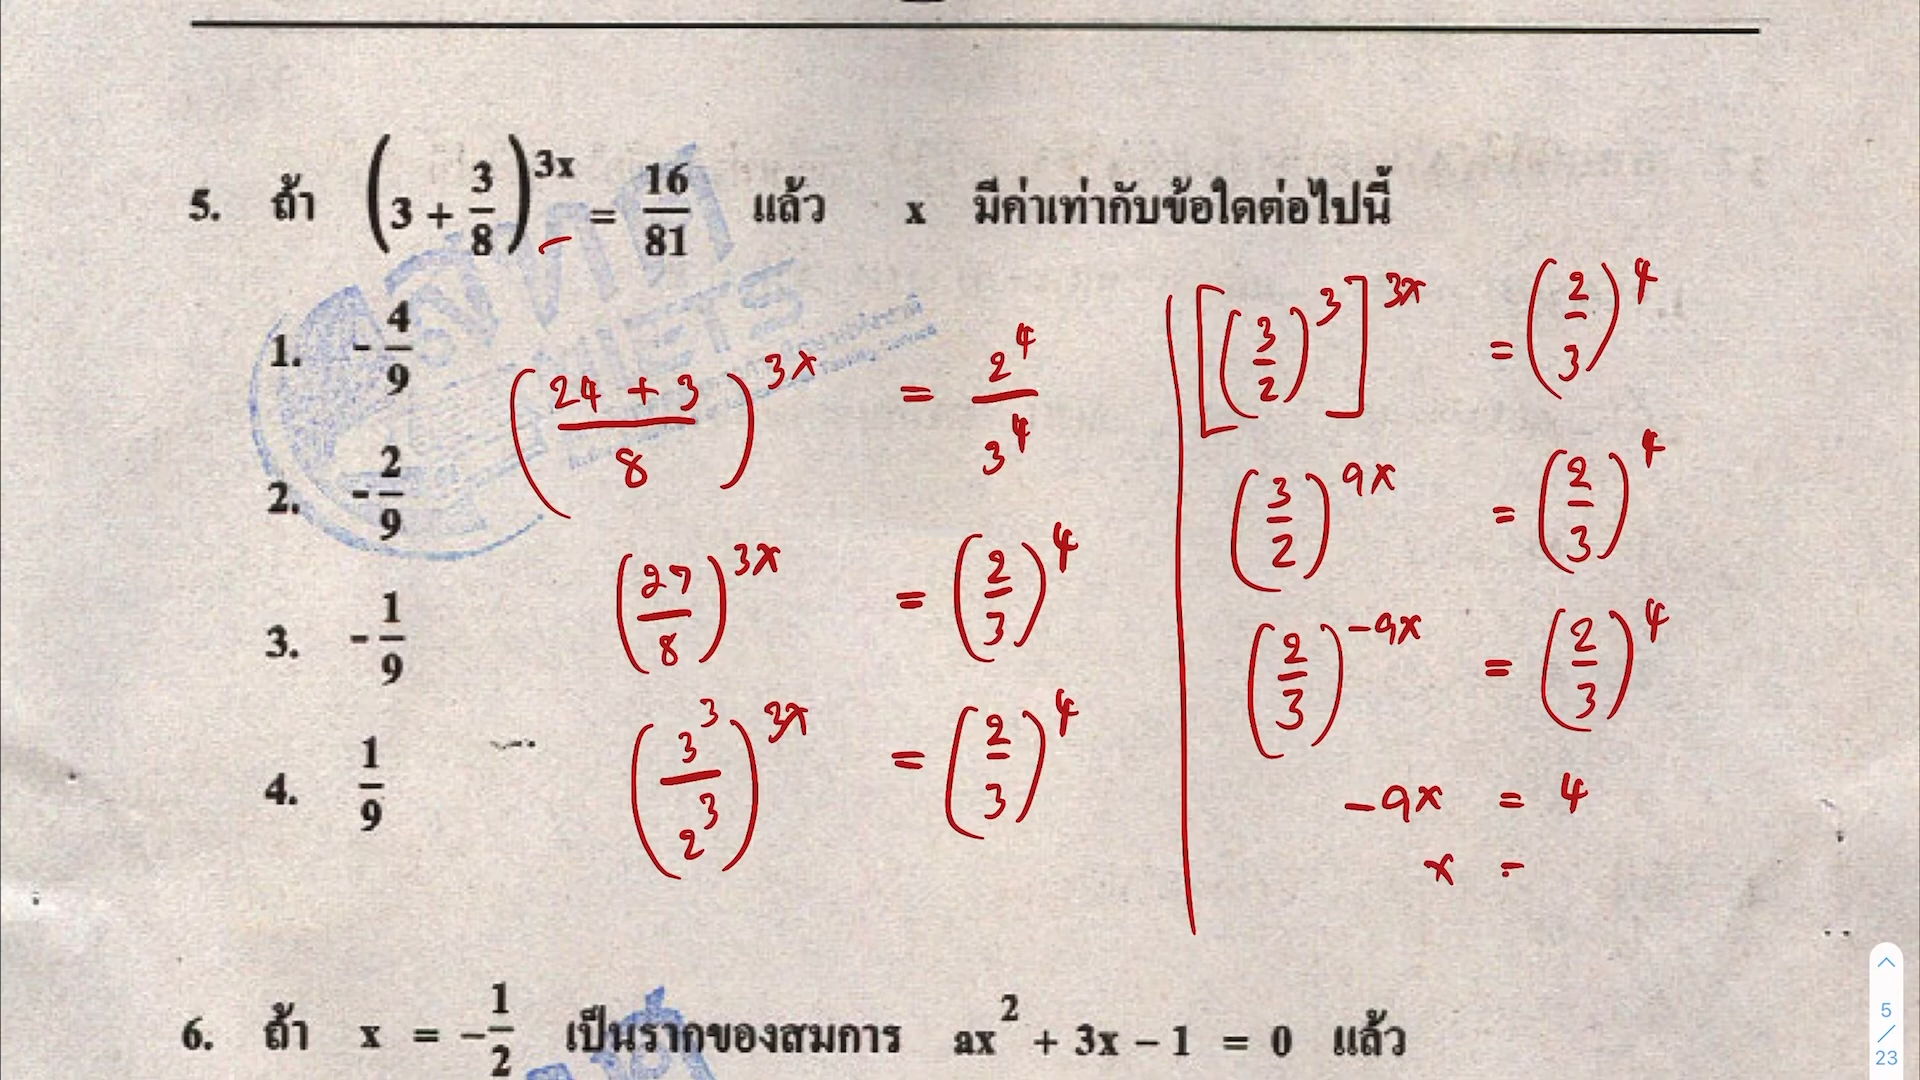 5. ถ้า (3 + 3/8)^3x = 16/81 แล้ว x มีค่าเท่ากับข้อใดต่อไปนี้
1. -4/9
2. -2/9
3. -1/9
4. 1/9
((24 + 3)/8)^3x = 2^4/3^4
(27/8)^3x = (2/3)^4
(3^3/2^3)^3x = (2/3)^4
[(3/2)^3]^3x = (2/3)^4
(3/2)^9x = (2/3)^4
(2/3)^-9x = (2/3)^4
-9x = 4
x =
NIETS
6. ถ้า x = -1/2 เป็นรากของสมการ ax^2 + 3x - 1 = 0 แล้ว
5
/
23